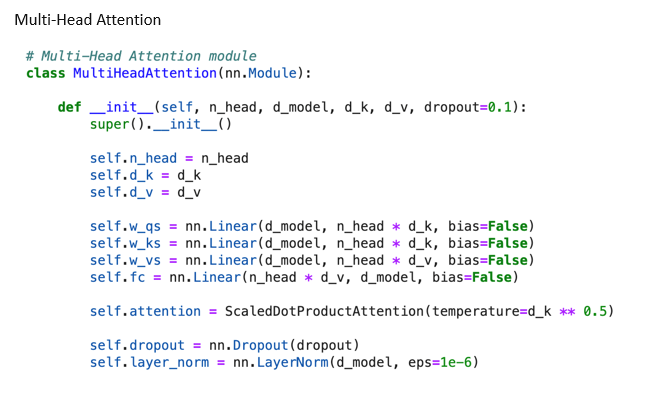 Multi-Head Attention
# Multi-Head Attention module
class MultiHeadAttention(nn.Module):
def __init__(self, n_head, d_model, d_k, d_v, dropout=0.1):
super().__init__()
self.n_head = n_head
self.d_k = d_k
self.d_v = d_v
self.w_qs = nn.Linear(d_model, n_head * d_k, bias=False)
self.w_ks = nn.Linear(d_model, n_head * d_k, bias=False)
self.w_vs = nn.Linear(d_model, n_head * d_v, bias=False)
self.fc = nn.Linear(n_head * d_v, d_model, bias=False)
self.attention = ScaledDotProductAttention(temperature=d_k ** 0.5)
self.dropout = nn.Dropout(dropout)
self.layer_norm = nn.LayerNorm(d_model, eps=1e-6)